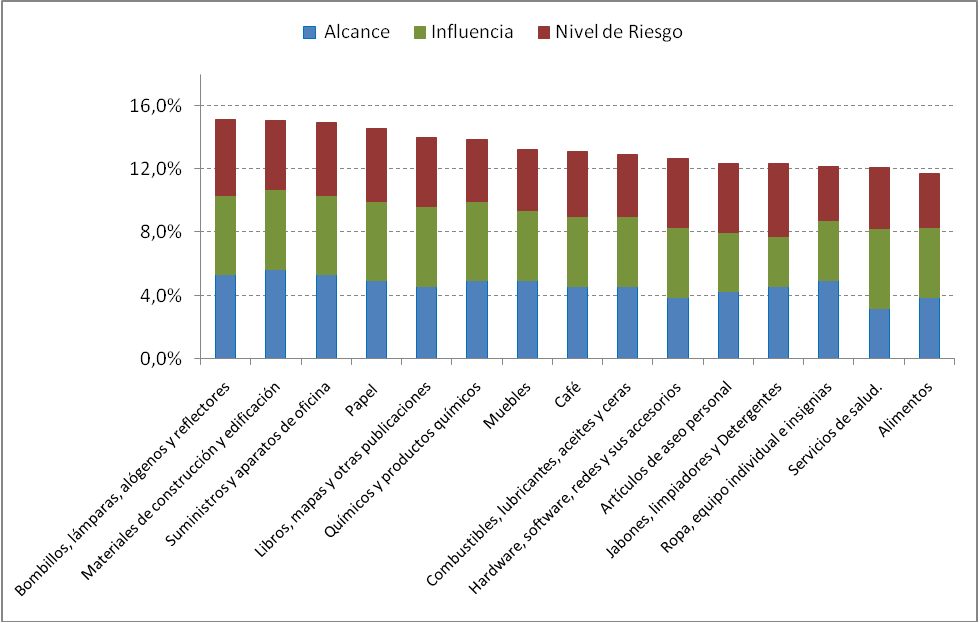 Alcance Influencia Nivel de Riesgo
16,0%
12,0%
8,0%
4,0%
0,0%
Bombillos, lámparas, alógenos y reflectores
Materiales de construcción y edificación
Suministros y aparatos de oficina
Papel
Libros, mapas y otras publicaciones
Químicos y productos químicos
Muebles
Café
Combustibles, lubricantes, aceites y ceras
Hardware, software, redes y sus accesorios
Artículos de aseo personal
Jabones, limpiadores y Detergentes
Ropa, equipo individual e insignias
Servicios de salud.
Alimentos